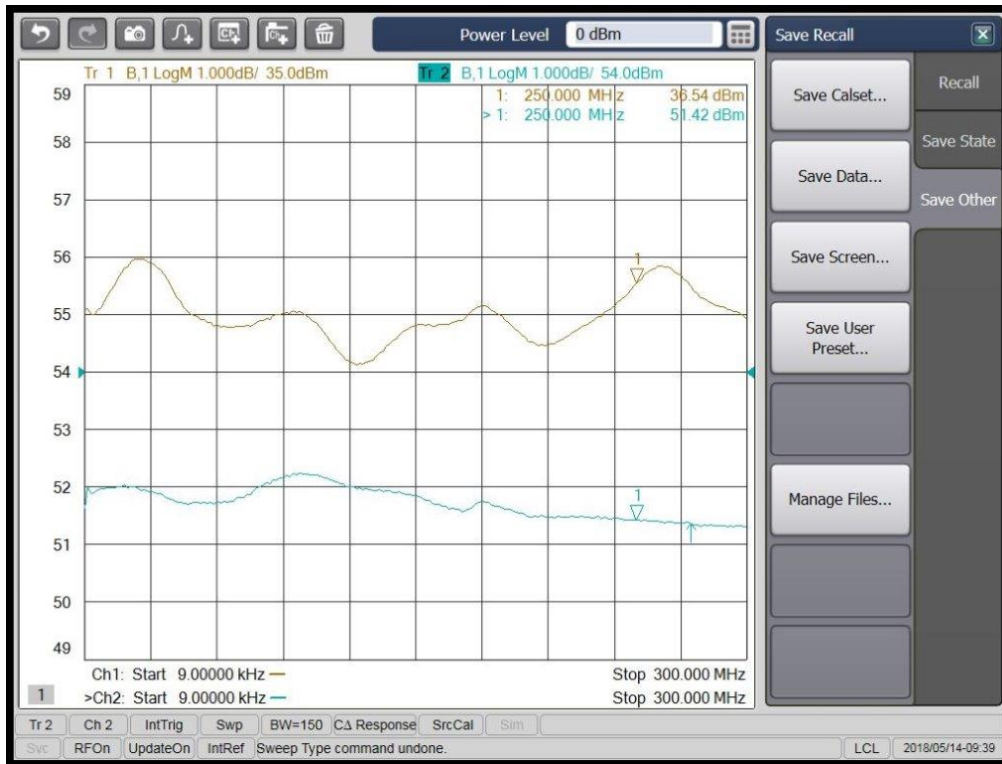 Power Level 0 dBm
Save Recall
Tr 1 B,1 LogM 1.000dB/ 35.0dBm
Tr 2 B,1 LogM 1.000dB/ 54.0dBm
1: 250.000 MHz 36.54 dBm
> 1: 250.000 MHz 51.42 dBm
59
58
57
56
55
54
53
52
51
50
49
1
1
Ch1: Start 9.00000 kHz Stop 300.000 MHz
1
>Ch2: Start 9.00000 kHz Stop 300.000 MHz
Save Calset...
Save Data...
Save Screen...
Save User
Preset...
Manage Files...
Recall
Save State
Save Other
Tr 2 Ch 2 IntTrig Swp BW=150 CΔ Response SrcCal Sim
Svc RFOn UpdateOn IntRef Sweep Type command undone. LCL 2018/05/14-09:39